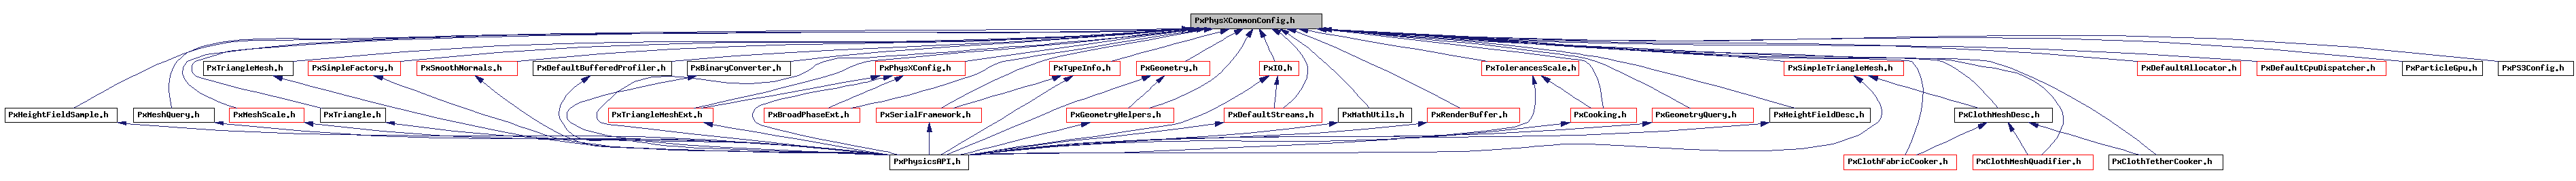 PxPhysXCommonConfig.h
PxTriangleMesh.h
PxSimpleFactory.h
PxSmoothNormals.h
PxDefaultBufferedProfiler.h
PxBinaryConverter.h
PxPhysXConfig.h
PxTypeInfo.h
PxGeometry.h
PxIO.h
PxTolerancesScale.h
PxSimpleTriangleMesh.h
PxDefaultAllocator.h
PxDefaultCpuDispatcher.h
PxParticleGpu.h
PxPS3Config.h
PxHeightFieldSample.h
PxMeshQuery.h
PxMeshScale.h
PxTriangle.h
PxTriangleMeshExt.h
PxBroadPhaseExt.h
PxSerialFramework.h
PxGeometryHelpers.h
PxDefaultStreams.h
PxMathUtils.h
PxRenderBuffer.h
PxCooking.h
PxGeometryQuery.h
PxHeightFieldDesc.h
PxClothMeshDesc.h
PxPhysicsAPI.h
PxClothFabricCooker.h
PxClothMeshQuadifier.h
PxClothTetherCooker.h